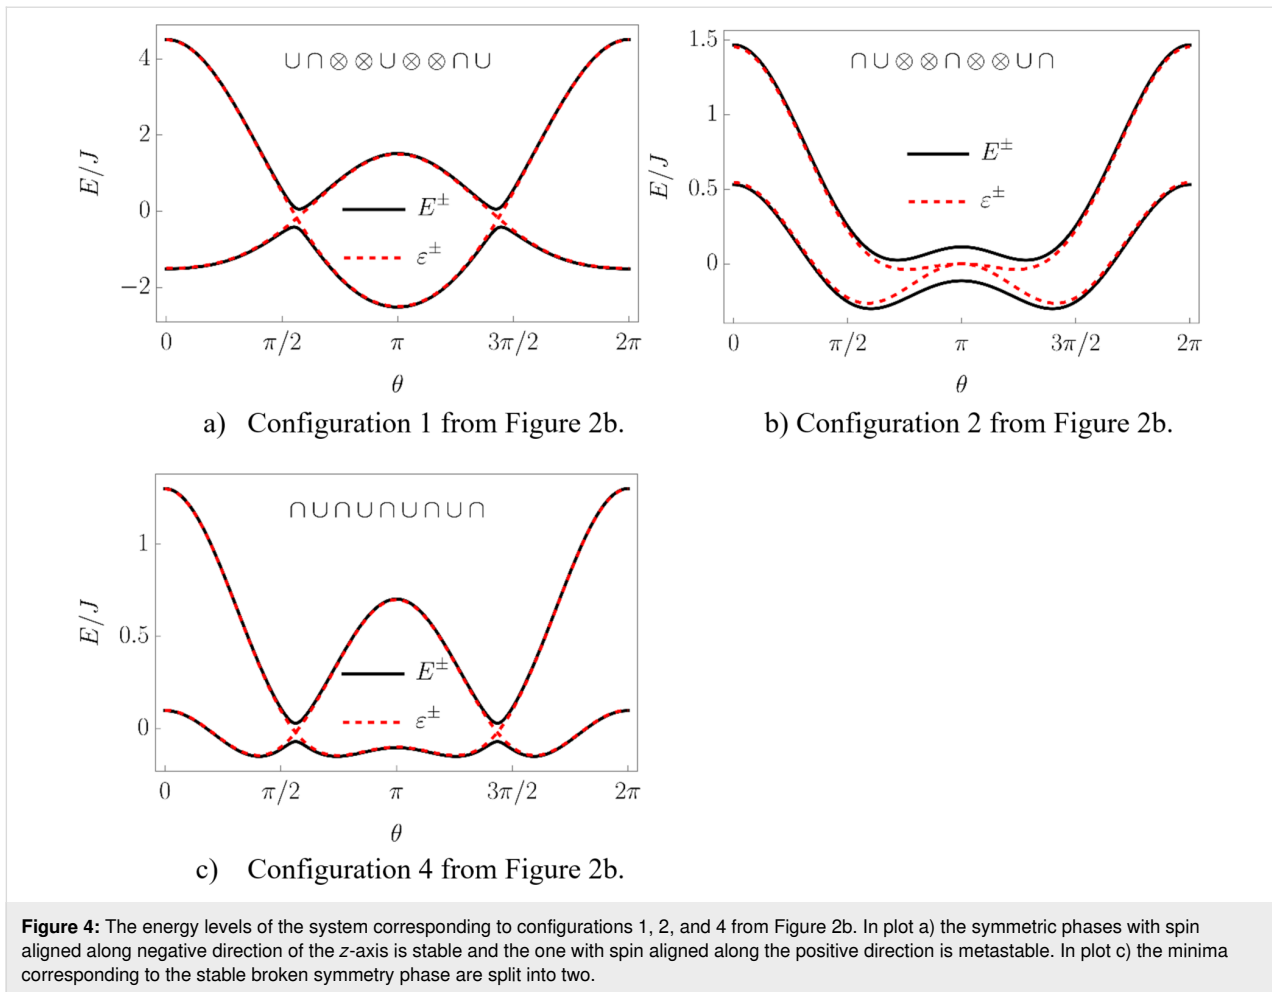 4
2
0
−2
E/J
∪∩⊗⊗∪⊗⊗∩∪
E±
ε±
0
π/2
π
3π/2
2π
θ
a) Configuration 1 from Figure 2b.
1.5
1
0.5
0
E/J
∩∪⊗⊗∩⊗⊗∪∩
E±
ε±
0
π/2
π
3π/2
2π
θ
b) Configuration 2 from Figure 2b.
1
0.5
0
E/J
∩∪∩∪∩∪∩∪∩
E±
ε±
0
π/2
π
3π/2
2π
θ
c) Configuration 4 from Figure 2b.
Figure 4: The energy levels of the system corresponding to configurations 1, 2, and 4 from Figure 2b. In plot a) the symmetric phases with spin
aligned along negative direction of the z-axis is stable and the one with spin aligned along the positive direction is metastable. In plot c) the minima
corresponding to the stable broken symmetry phase are split into two.